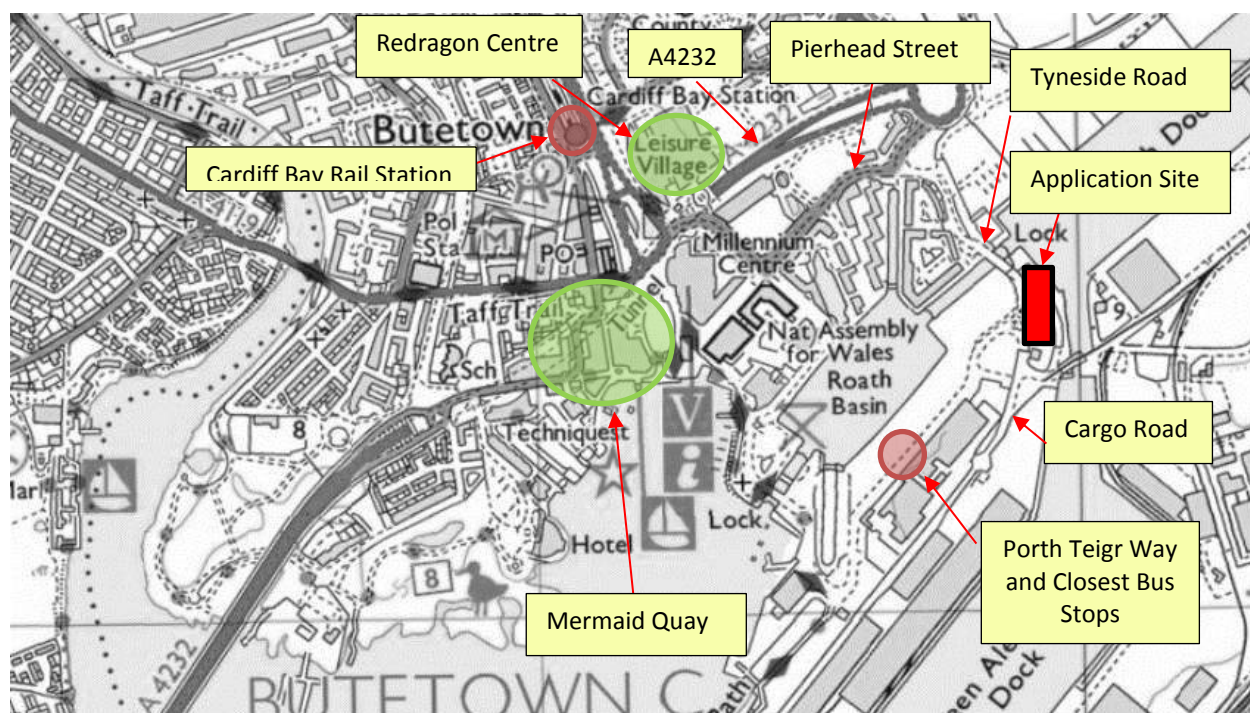 Redragon Centre
A4232
Pierhead Street
Tyneside Road
Application Site
Cardiff Bay Rail Station
Cargo Road
Porth Teigr Way
and Closest Bus
Stops
Mermaid Quay
County
Cardiff Bay Station
Taff Trail
Butetown
Leisure
Village
Dock
Lock
A4119
Pol
Sta
M
PO
Millennium
Centre
Taff Trail
Tunnel
Nat Assembly
for Wales
Roath
Basin
Sch
9
8
Techniquest
V
i
Lock
Hotel
8
A 4232
BUTETOWN C
Dock